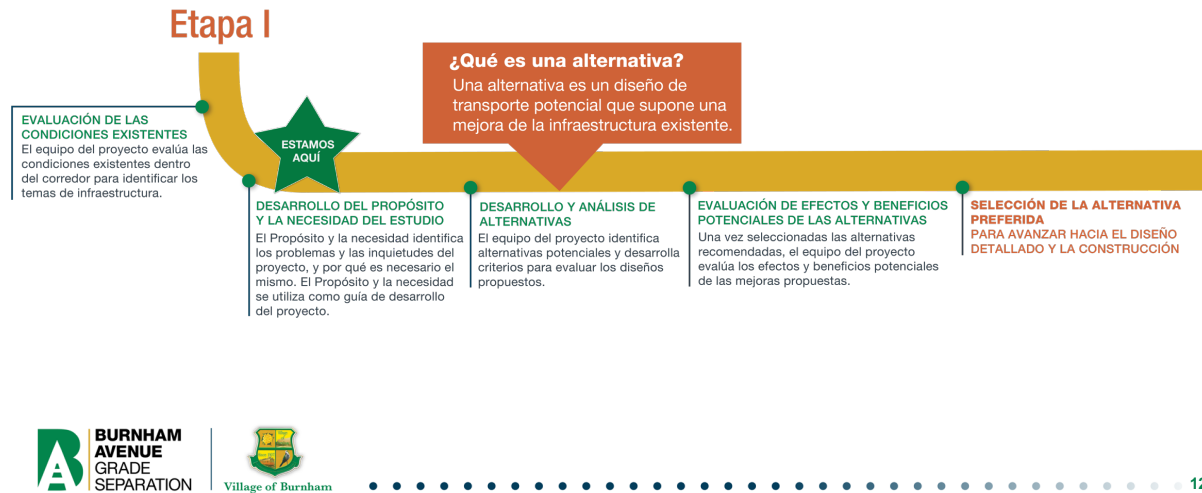 Etapa I
EVALUACIÓN DE LAS
CONDICIONES EXISTENTES
El equipo del proyecto evalúa las
condiciones existentes dentro
del corredor para identificar los
temas de infraestructura.
ESTAMOS
AQUÍ
¿Qué es una alternativa?
Una alternativa es un diseño de
transporte potencial que supone una
mejora de la infraestructura existente.
DESARROLLO DEL PROPÓSITO
Y LA NECESIDAD DEL ESTUDIO
El Propósito y la necesidad identifica
los problemas y las inquietudes del
proyecto, y por qué es necesario el
mismo. El Propósito y la necesidad
se utiliza como guía de desarrollo
del proyecto.
DESARROLLO Y ANÁLISIS DE
ALTERNATIVAS
El equipo del proyecto identifica
alternativas potenciales y desarrolla
criterios para evaluar los diseños
propuestos.
EVALUACIÓN DE EFECTOS Y BENEFICIOS
POTENCIALES DE LAS ALTERNATIVAS
Una vez seleccionadas las alternativas
recomendadas, el equipo del proyecto
evalúa los efectos y beneficios potenciales
de las mejoras propuestas.
SELECCIÓN DE LA ALTERNATIVA
PREFERIDA
PARA AVANZAR HACIA EL DISEÑO
DETALLADO Y LA CONSTRUCCIÓN
BA
BURNHAM
AVENUE
GRADE
SEPARATION
Village of Burnham